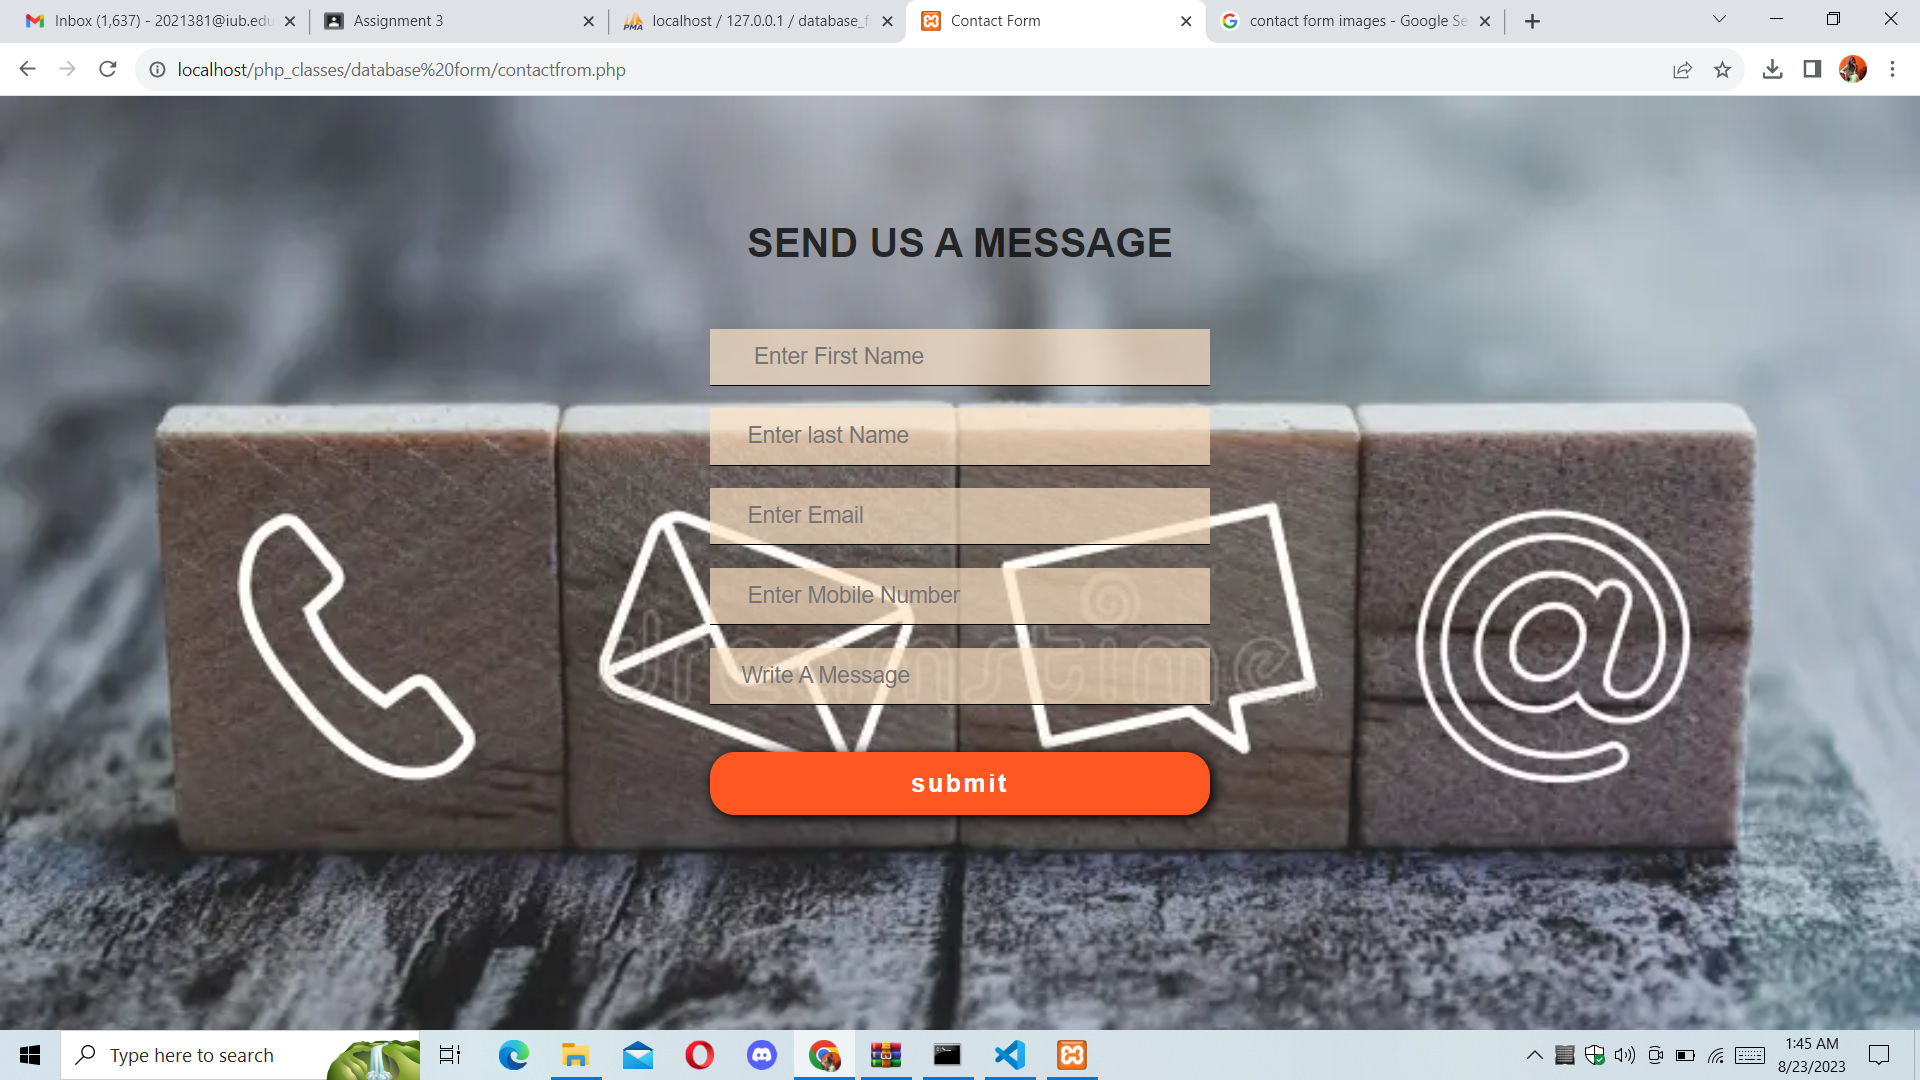 Inbox (1,637) - 2021381@iub.edu
Assignment 3
localhost / 127.0.0.1 / database_f
Contact Form
contact form images - Google Se
localhost/php_classes/database%20form/contactfrom.php
SEND US A MESSAGE
Enter First Name
Enter last Name
Enter Email
Enter Mobile Number
dreamstime
Write A Message
submit
Type here to search
1:45 AM
8/23/2023